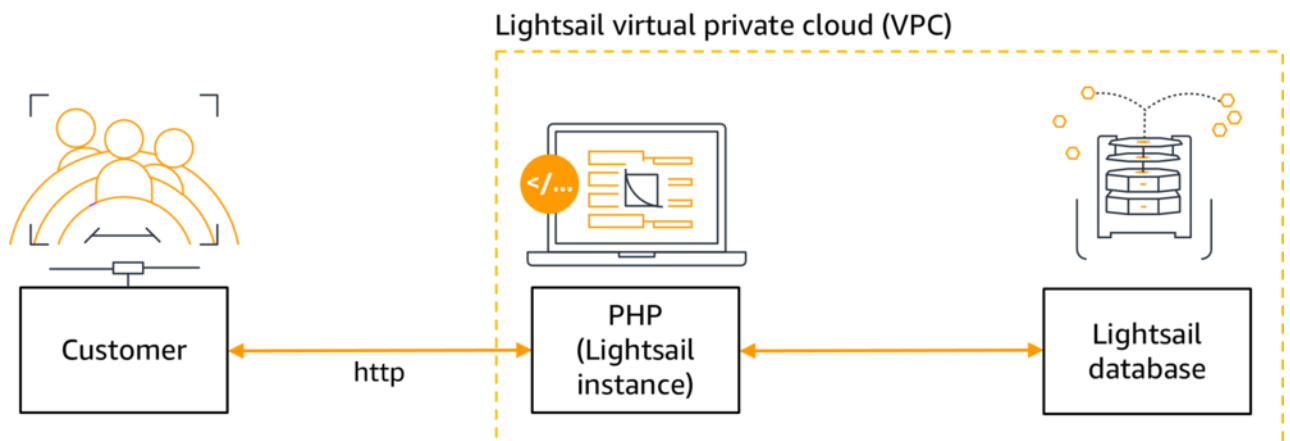 Lightsail virtual private cloud (VPC)
</...
Customer
http
PHP
(Lightsail
instance)
Lightsail
database